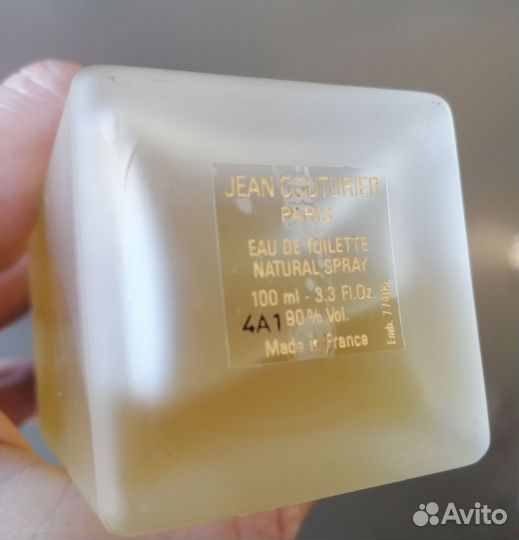 JEAN COUTURIER
PARIS
EAU DE TOILETTE
NATURAL SPRAY
100 ml - 3.3 Fl.Oz.
4A1 80% Vol.
Made in France
Emb.
Avito